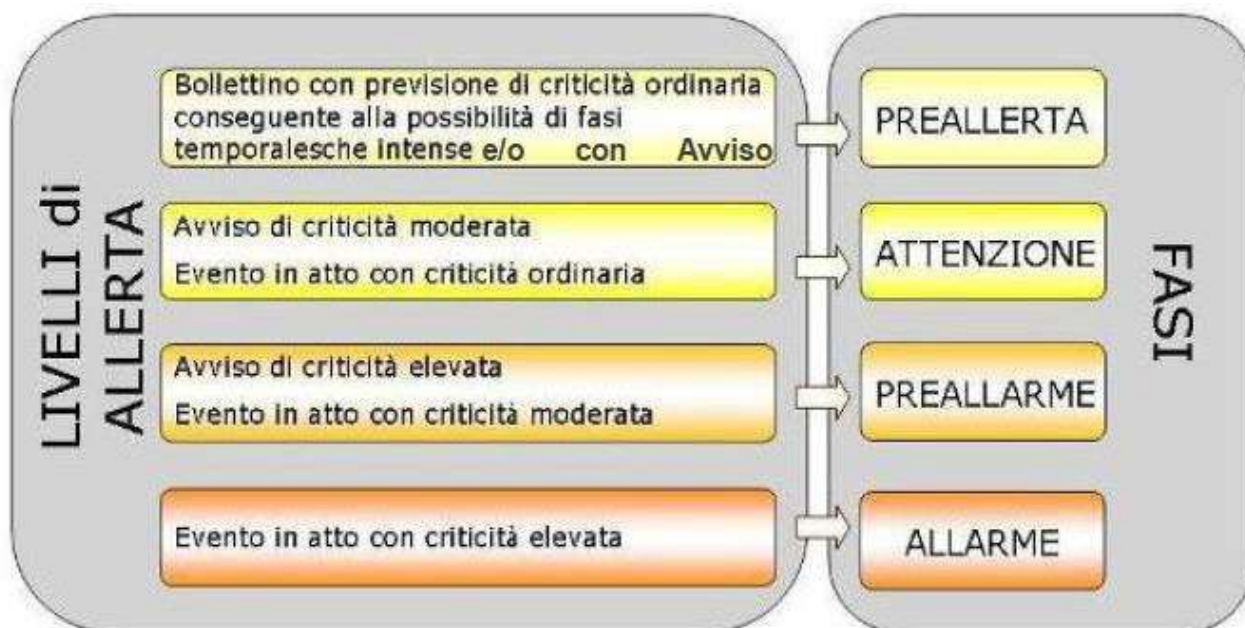 LIVELLI di
ALLERTA
Bollettino con previsione di criticità ordinaria
conseguente alla possibilità di fasi
temporalesche intense e/o con Avviso
PREALLERTA
Avviso di criticità moderata
Evento in atto con criticità ordinaria
ATTENZIONE
Avviso di criticità elevata
Evento in atto con criticità moderata
PREALLARME
Evento in atto con criticità elevata
ALLARME
FASI